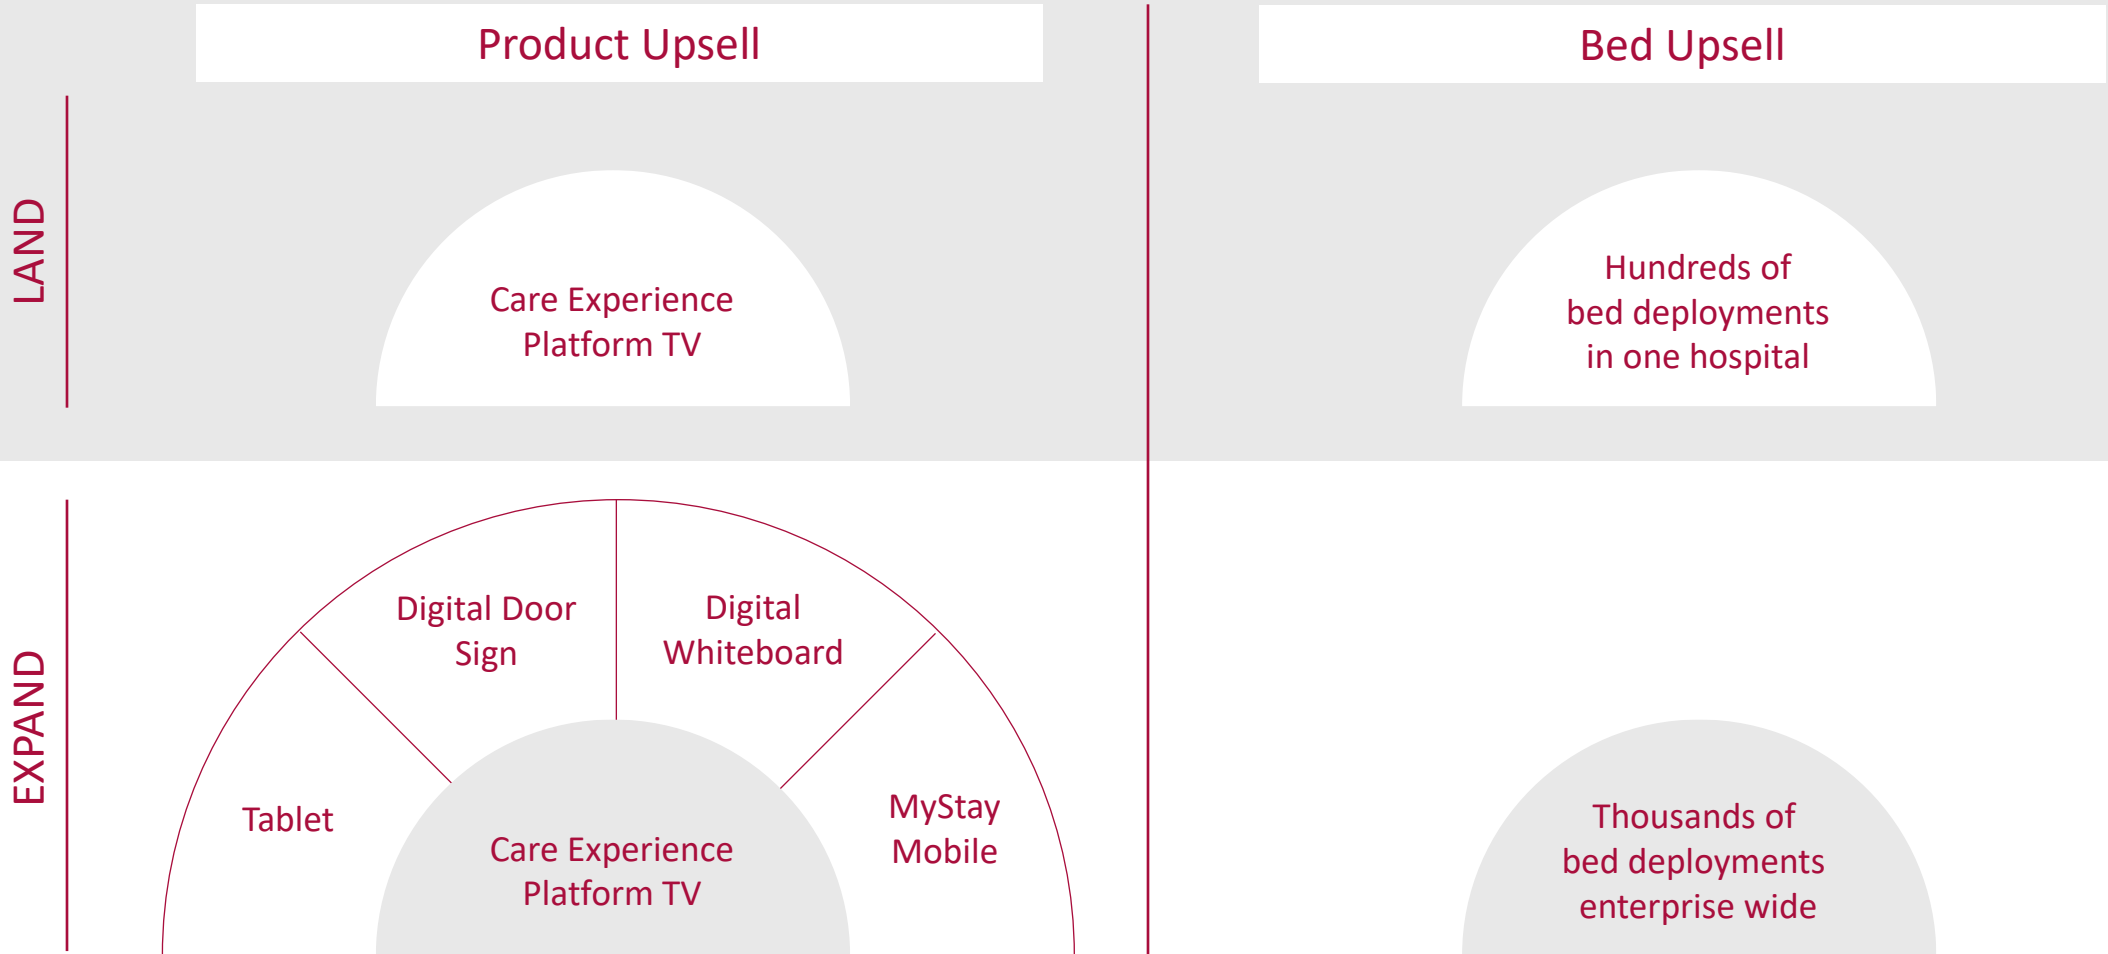 Product Upsell
Bed Upsell
LAND
Care Experience
Platform TV
Hundreds of
bed deployments
in one hospital
EXPAND
Tablet
Digital Door
Sign
Digital
Whiteboard
MyStay
Mobile
Care Experience
Platform TV
Thousands of
bed deployments
enterprise wide